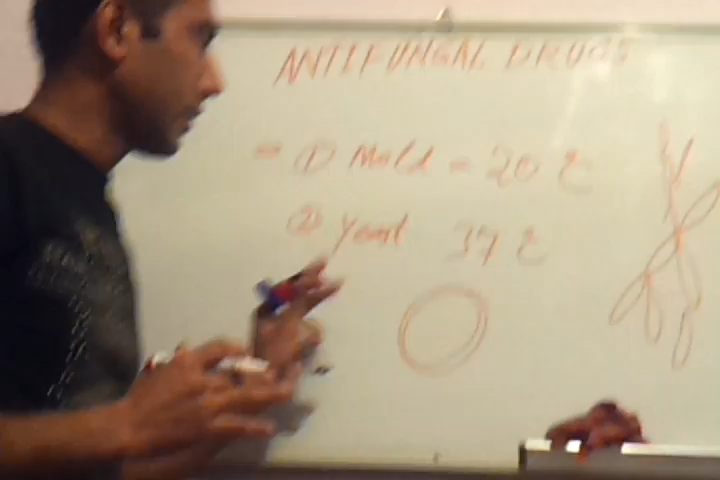 ANTIFUNGAL DRUGS
- ① Mold - 20 C
② Yeast 37 C